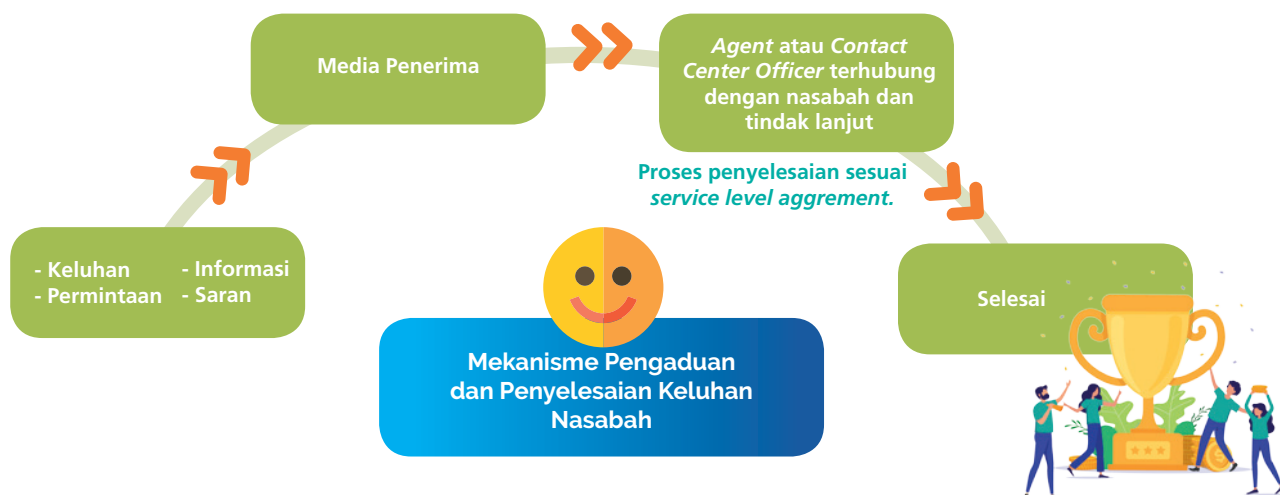 - Keluhan
- Permintaan
- Informasi
- Saran
Media Penerima
Agent atau Contact
Center Officer terhubung
dengan nasabah dan
tindak lanjut
Proses penyelesaian sesuai
service level aggrement.
Selesai
Mekanisme Pengaduan
dan Penyelesaian Keluhan
Nasabah